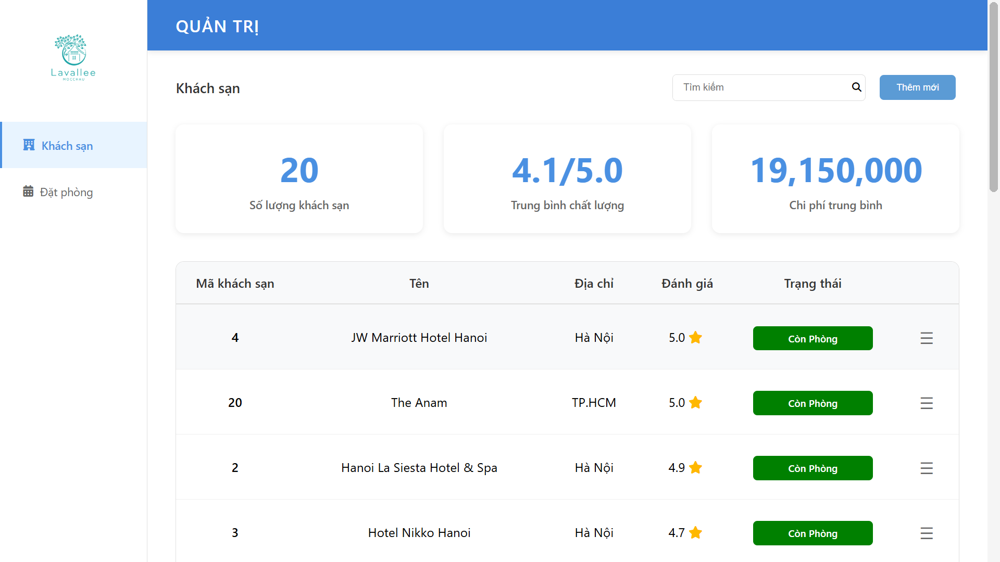 Lavallee
MOCCHAU
QUẢN TRỊ
Khách sạn
Đặt phòng
Khách sạn
Tìm kiếm
Thêm mới
20
Số lượng khách sạn
4.1/5.0
Trung bình chất lượng
19,150,000
Chi phí trung bình
Mã khách sạn Tên Địa chỉ Đánh giá Trạng thái
4 JW Marriott Hotel Hanoi Hà Nội 5.0 Còn Phòng
20 The Anam TP.HCM 5.0 Còn Phòng
2 Hanoi La Siesta Hotel & Spa Hà Nội 4.9 Còn Phòng
3 Hotel Nikko Hanoi Hà Nội 4.7 Còn Phòng